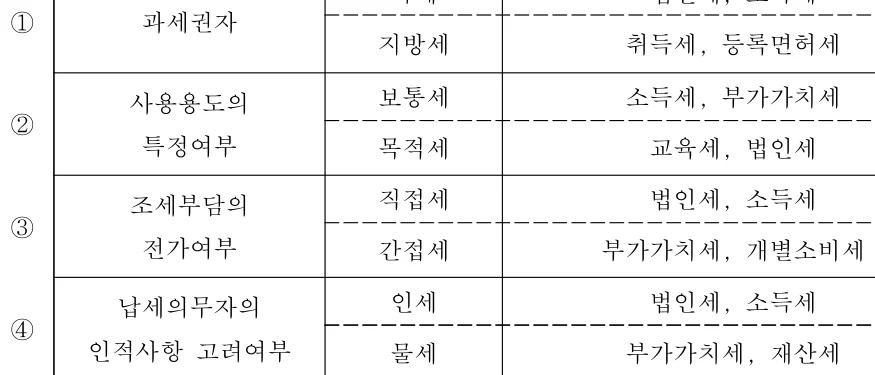 ① 과세권자
지방세 취득세, 등록면허세
② 사용용도의 특정여부
보통세 소득세, 부가가치세
목적세 교육세, 법인세
③ 조세부담의 전가여부
직접세 법인세, 소득세
간접세 부가가치세, 개별소비세
④ 납세의무자의 인적사항 고려여부
인세 법인세, 소득세
물세 부가가치세, 재산세